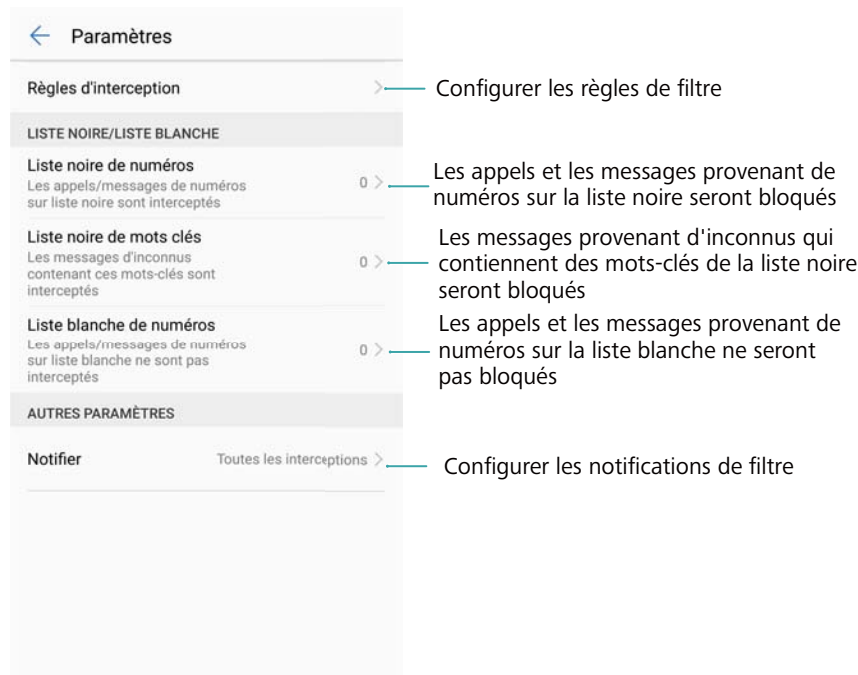 Paramètres
Règles d'interception
Configurer les règles de filtre
LISTE NOIRE/LISTE BLANCHE
Liste noire de numéros
Les appels/messages de numéros
sur liste noire sont interceptés
0
Les appels et les messages provenant de
numéros sur la liste noire seront bloqués
Liste noire de mots clés
Les messages d'inconnus
contenant ces mots-clés sont
interceptés
0
Les messages provenant d'inconnus qui
contiennent des mots-clés de la liste noire
seront bloqués
Liste blanche de numéros
Les appels/messages de numéros
sur liste blanche ne sont pas
interceptés
0
Les appels et les messages provenant de
numéros sur la liste blanche ne seront
pas bloqués
AUTRES PARAMÈTRES
Notifier
Toutes les interceptions
Configurer les notifications de filtre